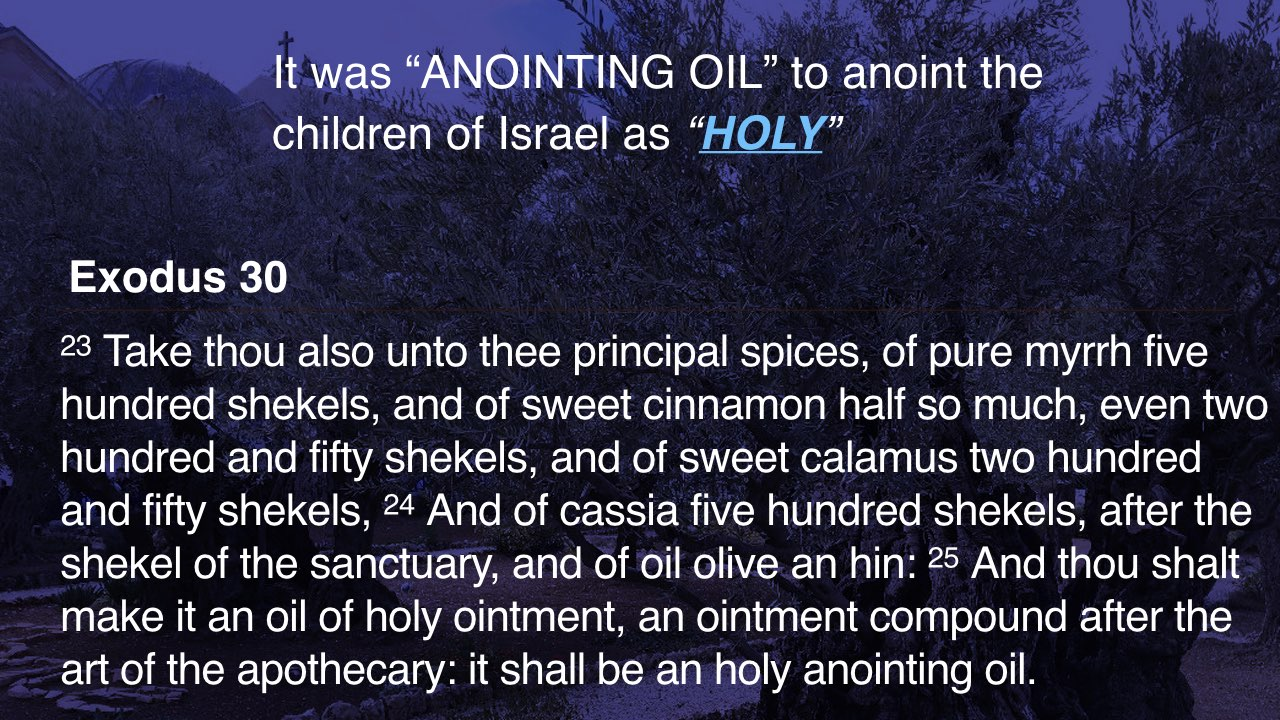 It was “ANOINTING OIL” to anoint the
children of Israel as “HOLY”
Exodus 30
23 Take thou also unto thee principal spices, of pure myrrh five
hundred shekels, and of sweet cinnamon half so much, even two
hundred and fifty shekels, and of sweet calamus two hundred
and fifty shekels, 24 And of cassia five hundred shekels, after the
shekel of the sanctuary, and of oil olive an hin: 25 And thou shalt
make it an oil of holy ointment, an ointment compound after the
art of the apothecary: it shall be an holy anointing oil.